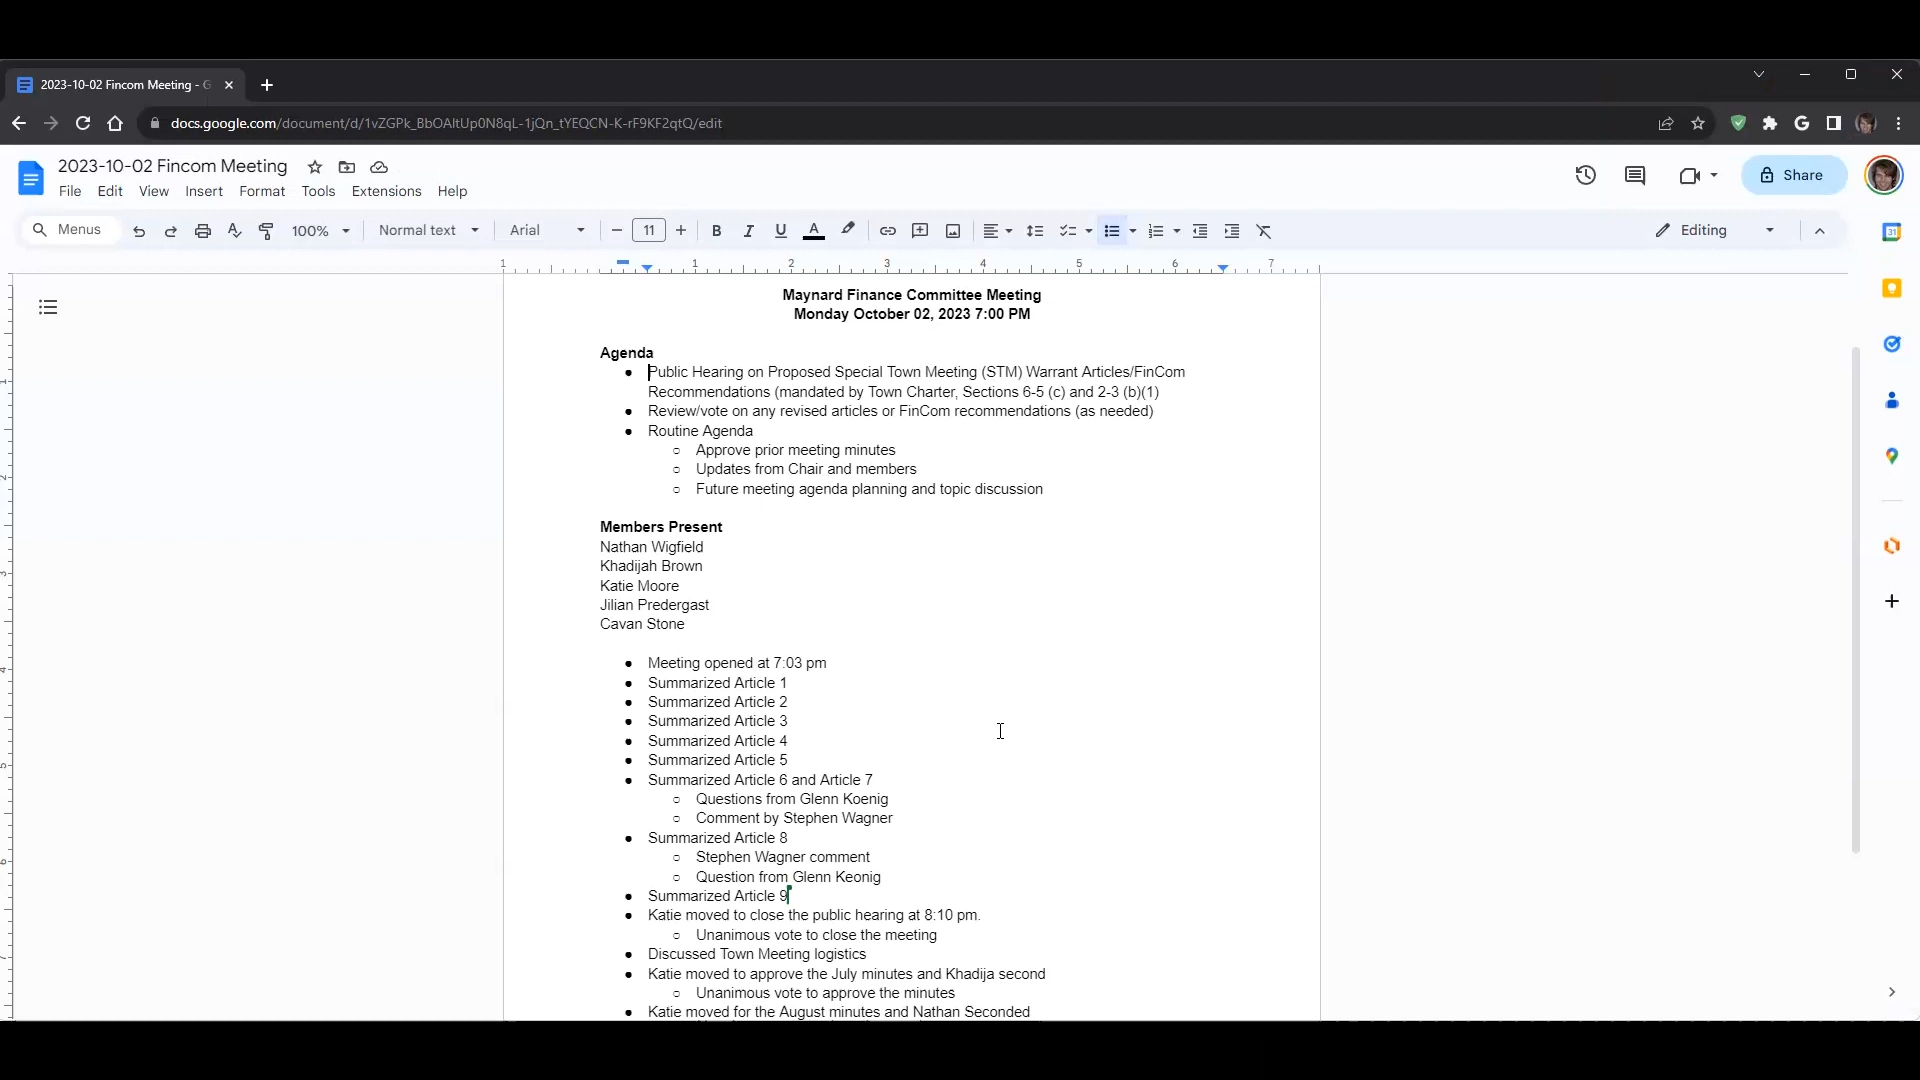 2023-10-02 Fincom Meeting - G
docs.google.com/document/d/1vZGPk_BbOAltUp0N8qL-1jQn_tYEQCN-K-rF9KF2qtQ/edit
2023-10-02 Fincom Meeting
Share
File Edit View Insert Format Tools Extensions Help
Menus 100% Normal text Arial 11 B I U A Editing
1 1 2 3 4 5 6 7
31
Maynard Finance Committee Meeting
Monday October 02, 2023 7:00 PM
Agenda
● Public Hearing on Proposed Special Town Meeting (STM) Warrant Articles/FinCom
Recommendations (mandated by Town Charter, Sections 6-5 (c) and 2-3 (b)(1)
● Review/vote on any revised articles or FinCom recommendations (as needed)
● Routine Agenda
○ Approve prior meeting minutes
○ Updates from Chair and members
○ Future meeting agenda planning and topic discussion
Members Present
Nathan Wigfield
Khadijah Brown
Katie Moore
Jilian Predergast
Cavan Stone
● Meeting opened at 7:03 pm
● Summarized Article 1
● Summarized Article 2
● Summarized Article 3
● Summarized Article 4
● Summarized Article 5
● Summarized Article 6 and Article 7
○ Questions from Glenn Koenig
○ Comment by Stephen Wagner
● Summarized Article 8
○ Stephen Wagner comment
○ Question from Glenn Keonig
● Summarized Article 9
● Katie moved to close the public hearing at 8:10 pm.
○ Unanimous vote to close the meeting
● Discussed Town Meeting logistics
● Katie moved to approve the July minutes and Khadija second
○ Unanimous vote to approve the minutes
● Katie moved for the August minutes and Nathan Seconded